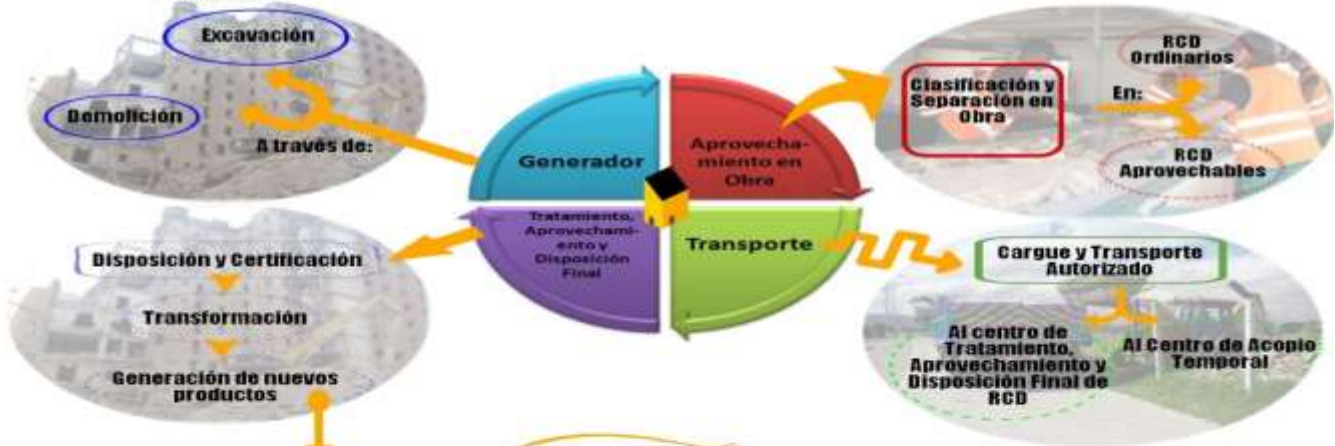 Excavación
Demolición
A través de:
Generador
Aprovecha-
miento en
Obra
Clasificación y
Separación en
Obra
En:
RCD
Ordinarios
RCD
Aprovechables
Disposición y Certificación
Transformación
Generación de nuevos
productos
Tratamiento,
Aprovechami-
ento y
Disposición
Final
Transporte
Cargue y Transporte
Autorizado
Al centro de
Tratamiento,
Aprovechamiento y
Disposición Final de
RCD
Al Centro de Acopio
Temporal